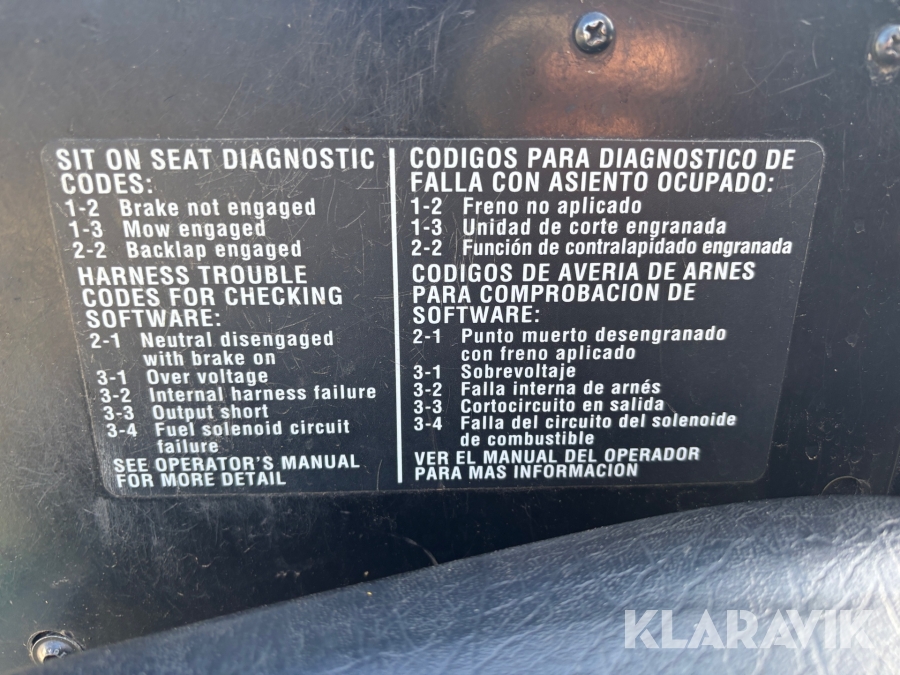 SIT ON SEAT DIAGNOSTIC
CODES:
1-2 Brake not engaged
1-3 Mow engaged
2-2 Backlap engaged
HARNESS TROUBLE
CODES FOR CHECKING
SOFTWARE:
2-1 Neutral disengaged
with brake on
3-1 Over voltage
3-2 Internal harness failure
3-3 Output short
3-4 Fuel solenoid circuit
failure
SEE OPERATOR'S MANUAL
FOR MORE DETAIL
CODIGOS PARA DIAGNOSTICO DE
FALLA CON ASIENTO OCUPADO:
1-2 Freno no aplicado
1-3 Unidad de corte engranada
2-2 Función de contralapidado engranada
CODIGOS DE AVERIA DE ARNES
PARA COMPROBACION DE
SOFTWARE:
2-1 Punto muerto desengranado
con freno aplicado
3-1 Sobrevoltaje
3-2 Falla interna de arnés
3-3 Cortocircuito en salida
3-4 Falla del circuito del solenoide
de combustible
VER EL MANUAL DEL OPERADOR
PARA MAS INFORMACION
KLARAVIK